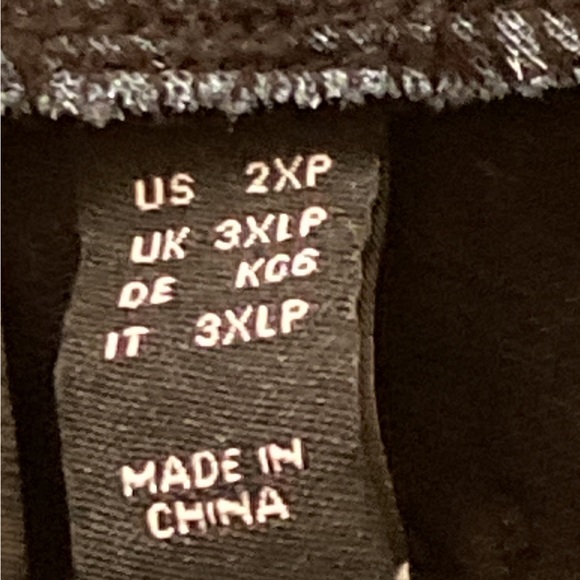 US 2XP
UK 3XLP
DE KG6
IT 3XLP
MADE IN
CHINA